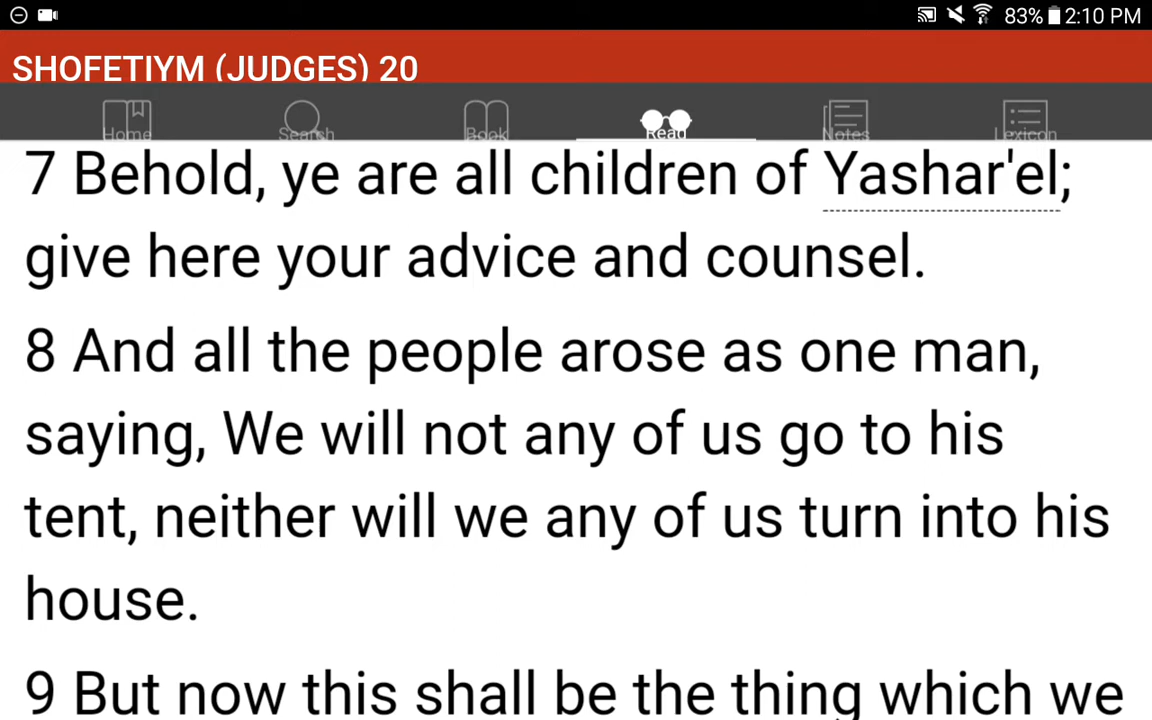 83% 2:10 PM
SHOFETIYM (JUDGES) 20
Home Search Book Read Notes Lexicon
7 Behold, ye are all children of Yashar'el;
give here your advice and counsel.
8 And all the people arose as one man,
saying, We will not any of us go to his
tent, neither will we any of us turn into his
house.
9 But now this shall be the thing which we